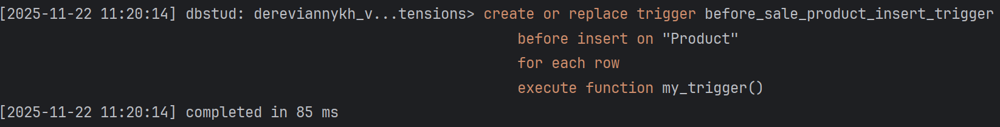 [2025-11-22 11:20:14] dbstud: dereviannykh_v...tensions> create or replace trigger before_sale_product_insert_trigger
before insert on "Product"
for each row
execute function my_trigger()
[2025-11-22 11:20:14] completed in 85 ms